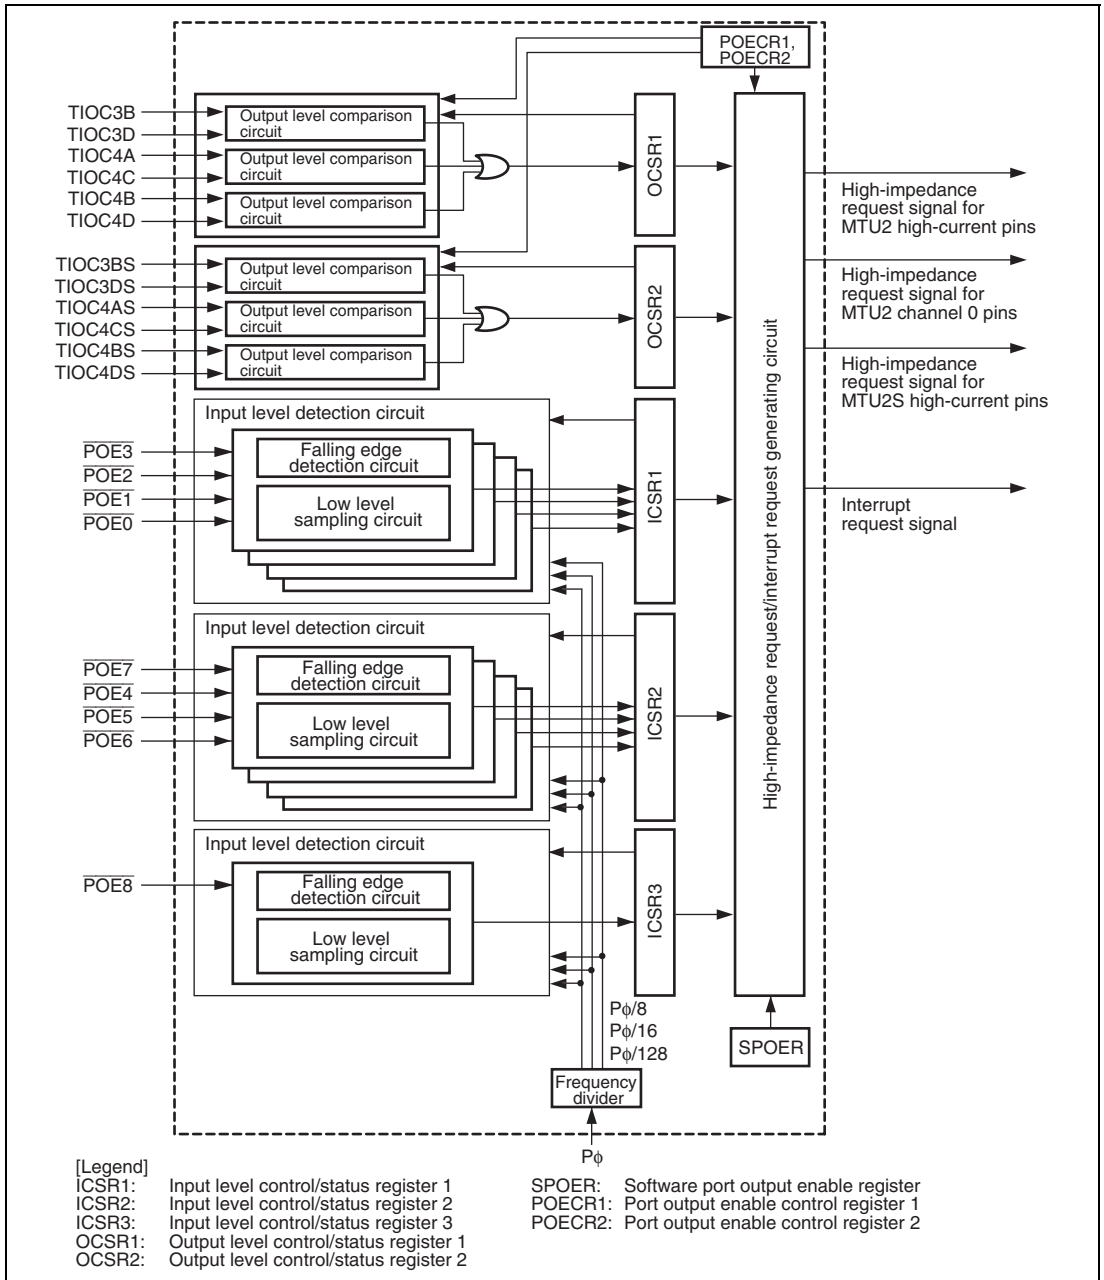 POECR1,
POECR2
TIOC3B
TIOC3D
TIOC4A
TIOC4C
TIOC4B
TIOC4D
Output level comparison
circuit
Output level comparison
circuit
Output level comparison
circuit
OCSR1
TIOC3BS
TIOC3DS
TIOC4AS
TIOC4CS
TIOC4BS
TIOC4DS
Output level comparison
circuit
Output level comparison
circuit
Output level comparison
circuit
OCSR2
Input level detection circuit
POE3
POE2
POE1
POE0
Falling edge
detection circuit
Low level
sampling circuit
ICSR1
Input level detection circuit
POE7
POE4
POE5
POE6
Falling edge
detection circuit
Low level
sampling circuit
ICSR2
Input level detection circuit
POE8
Falling edge
detection circuit
Low level
sampling circuit
ICSR3
High-impedance request/interrupt request generating circuit
High-impedance
request signal for
MTU2 high-current pins
High-impedance
request signal for
MTU2 channel 0 pins
High-impedance
request signal for
MTU2S high-current pins
Interrupt
request signal
Pφ/8
Pφ/16
Pφ/128
SPOER
Frequency
divider
Pφ
[Legend]
ICSR1: Input level control/status register 1
ICSR2: Input level control/status register 2
ICSR3: Input level control/status register 3
OCSR1: Output level control/status register 1
OCSR2: Output level control/status register 2
SPOER: Software port output enable register
POECR1: Port output enable control register 1
POECR2: Port output enable control register 2